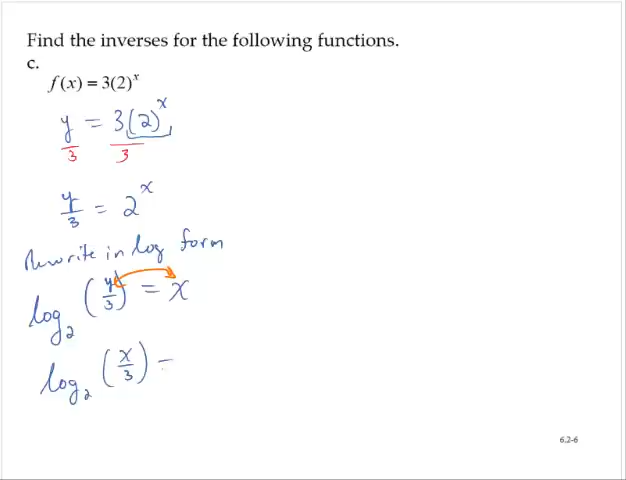 Find the inverses for the following functions.
c.
f(x) = 3(2)^x
y/3 = 3(2)^x/3
y/3 = 2^x
Rewrite in log form
log₂ (y/3) = x
log₂ (x/3) =
6.2-6